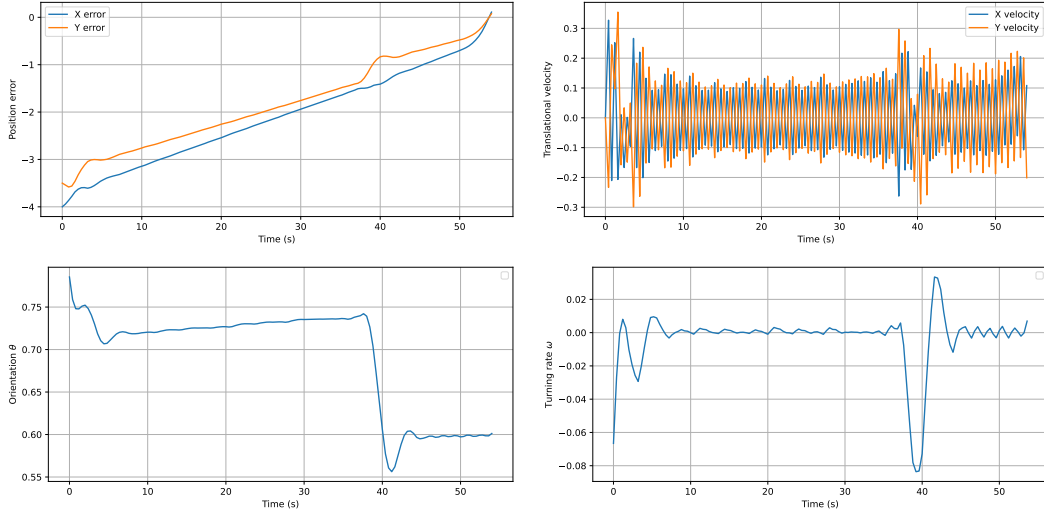 X error
Y error
Position error
0
−1
−2
−3
−4
0 10 20 30 40 50
Time (s)
X velocity
Y velocity
Translational velocity
0.3
0.2
0.1
0.0
−0.1
−0.2
−0.3
0 10 20 30 40 50
Time (s)
Orientation θ
0.75
0.70
0.65
0.60
0.55
0 10 20 30 40 50
Time (s)
Turning rate ω
0.02
0.00
−0.02
−0.04
−0.06
−0.08
0 10 20 30 40 50
Time (s)